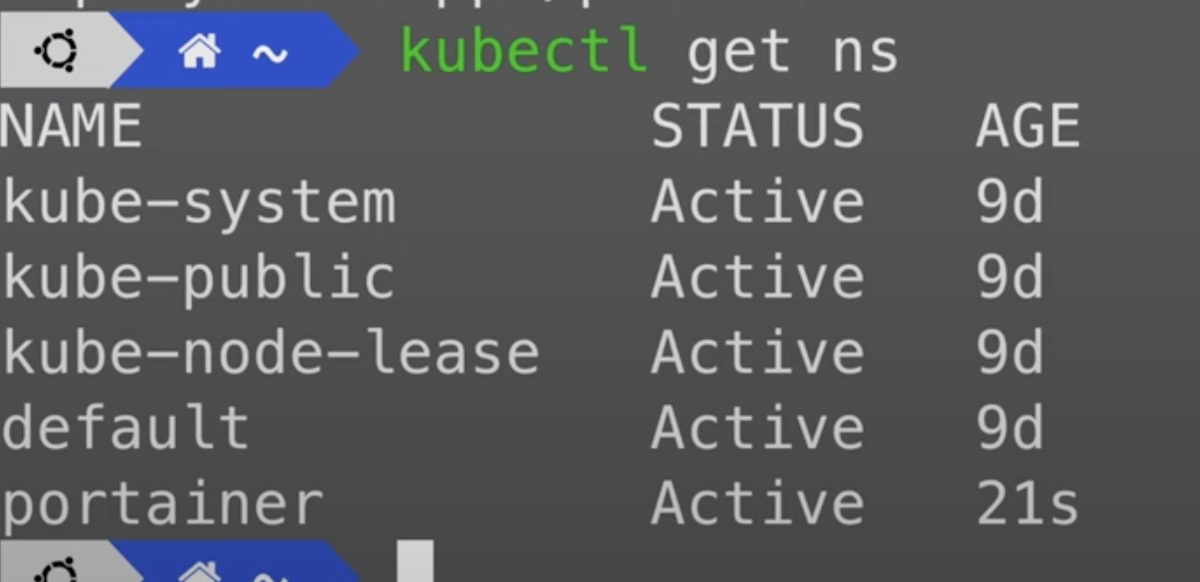 ~ kubectl get ns
NAME STATUS AGE
kube-system Active 9d
kube-public Active 9d
kube-node-lease Active 9d
default Active 9d
portainer Active 21s
~